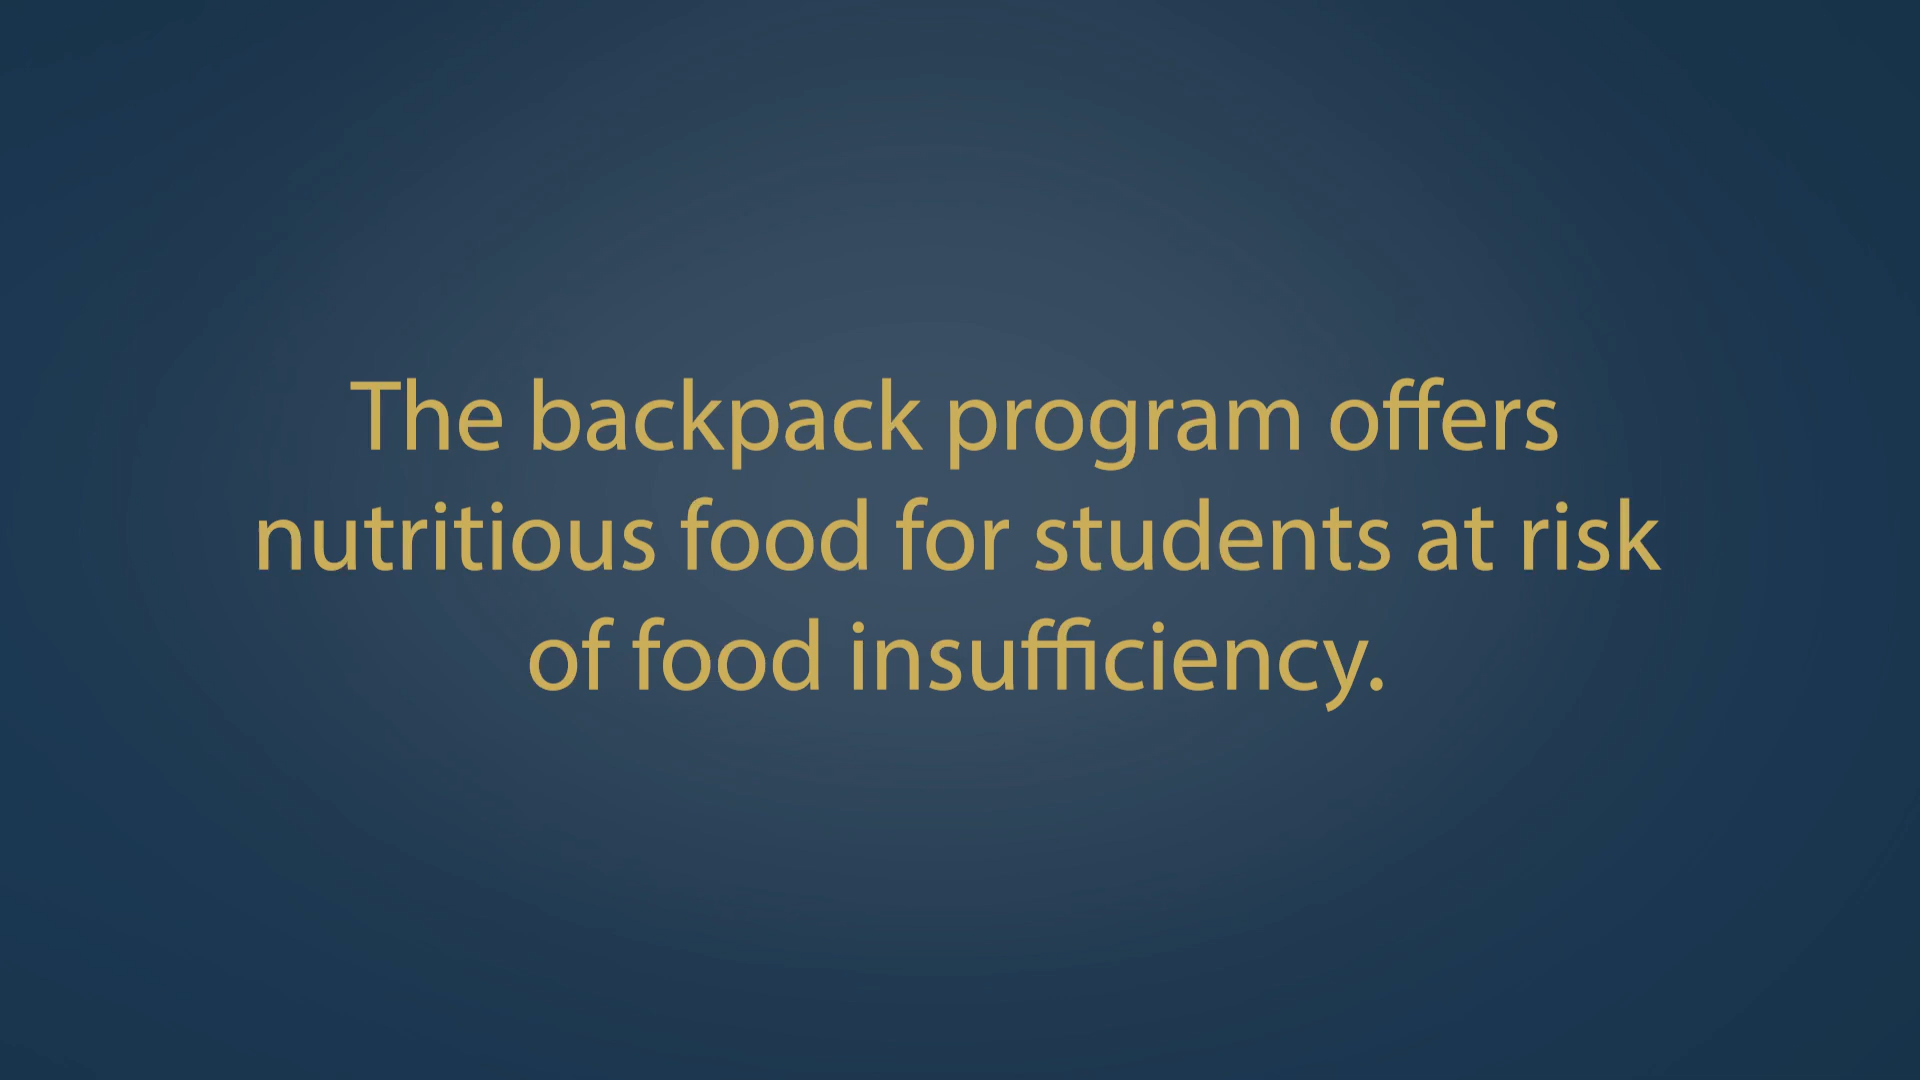 The backpack program offers
nutritious food for students at risk
of food insufficiency.